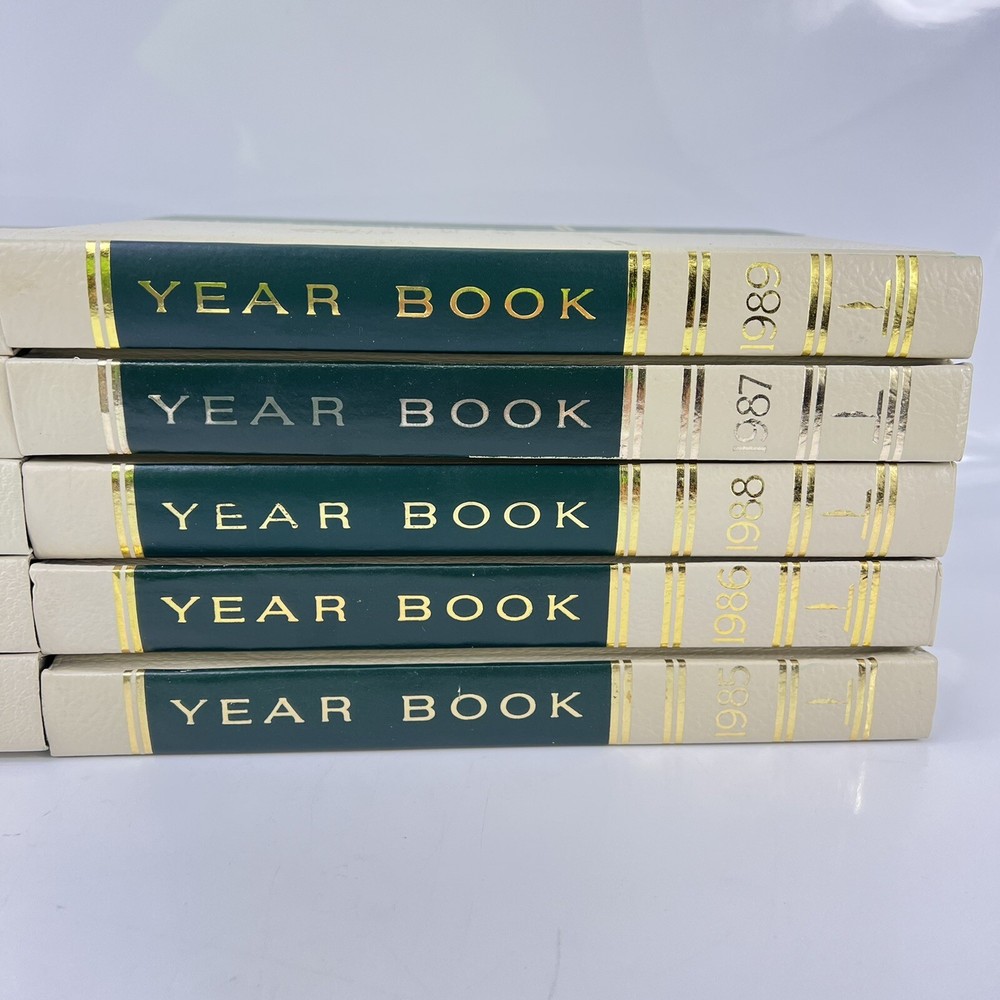 YEAR BOOK 1989
YEAR BOOK 1987
YEAR BOOK 1988
YEAR BOOK 1986
YEAR BOOK 1985